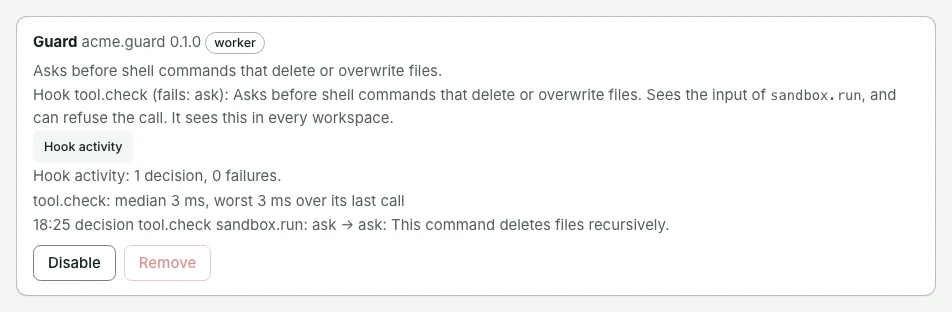 Guard acme.guard 0.1.0 worker
Asks before shell commands that delete or overwrite files.
Hook tool.check (fails: ask): Asks before shell commands that delete or overwrite files. Sees the input of sandbox.run, and
can refuse the call. It sees this in every workspace.
Hook activity
Hook activity: 1 decision, 0 failures.
tool.check: median 3 ms, worst 3 ms over its last call
18:25 decision tool.check sandbox.run: ask → ask: This command deletes files recursively.
Disable Remove